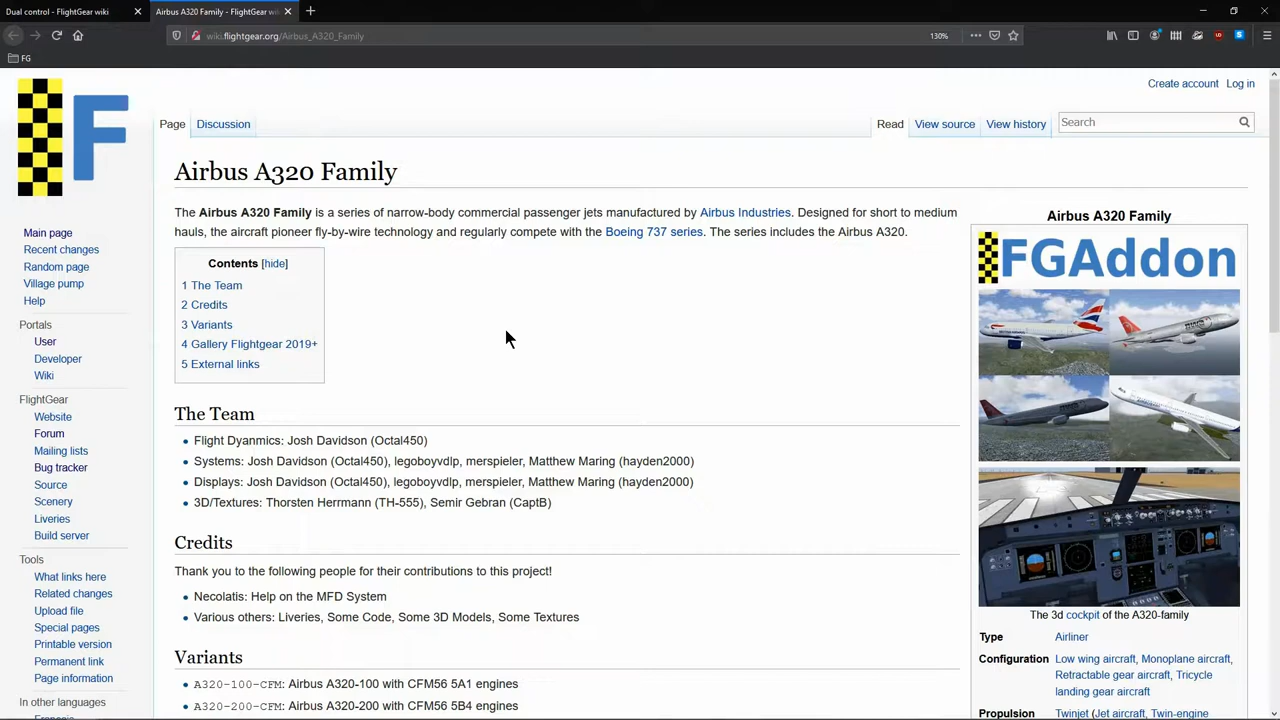 Dual control - FlightGear wiki
Airbus A320 Family - FlightGear wi
wiki.flightgear.org/Airbus_A320_Family
130%
FG
Create account
Log in
F
Page
Discussion
Read
View source
View history
Search
Airbus A320 Family
The Airbus A320 Family is a series of narrow-body commercial passenger jets manufactured by Airbus Industries. Designed for short to medium
hauls, the aircraft pioneer fly-by-wire technology and regularly compete with the Boeing 737 series. The series includes the Airbus A320.
Contents [hide]
1 The Team
2 Credits
3 Variants
4 Gallery Flightgear 2019+
5 External links
The Team
Flight Dyanmics: Josh Davidson (Octal450)
Systems: Josh Davidson (Octal450), legoboyvdlp, merspieler, Matthew Maring (hayden2000)
Displays: Josh Davidson (Octal450), legoboyvdlp, merspieler, Matthew Maring (hayden2000)
3D/Textures: Thorsten Herrmann (TH-555), Semir Gebran (CaptB)
Credits
Thank you to the following people for their contributions to this project!
Necolatis: Help on the MFD System
Various others: Liveries, Some Code, Some 3D Models, Some Textures
Variants
A320-100-CFM: Airbus A320-100 with CFM56 5A1 engines
A320-200-CFM: Airbus A320-200 with CFM56 5B4 engines
Airbus A320 Family
FGAddon
The 3d cockpit of the A320-family
Type Airliner
Configuration Low wing aircraft, Monoplane aircraft,
Retractable gear aircraft, Tricycle
landing gear aircraft
Propulsion Twinjet (Jet aircraft, Twin-engine
Main page
Recent changes
Random page
Village pump
Help
Portals
User
Developer
Wiki
FlightGear
Website
Forum
Mailing lists
Bug tracker
Source
Scenery
Liveries
Build server
Tools
What links here
Related changes
Upload file
Special pages
Printable version
Permanent link
Page information
In other languages
Français